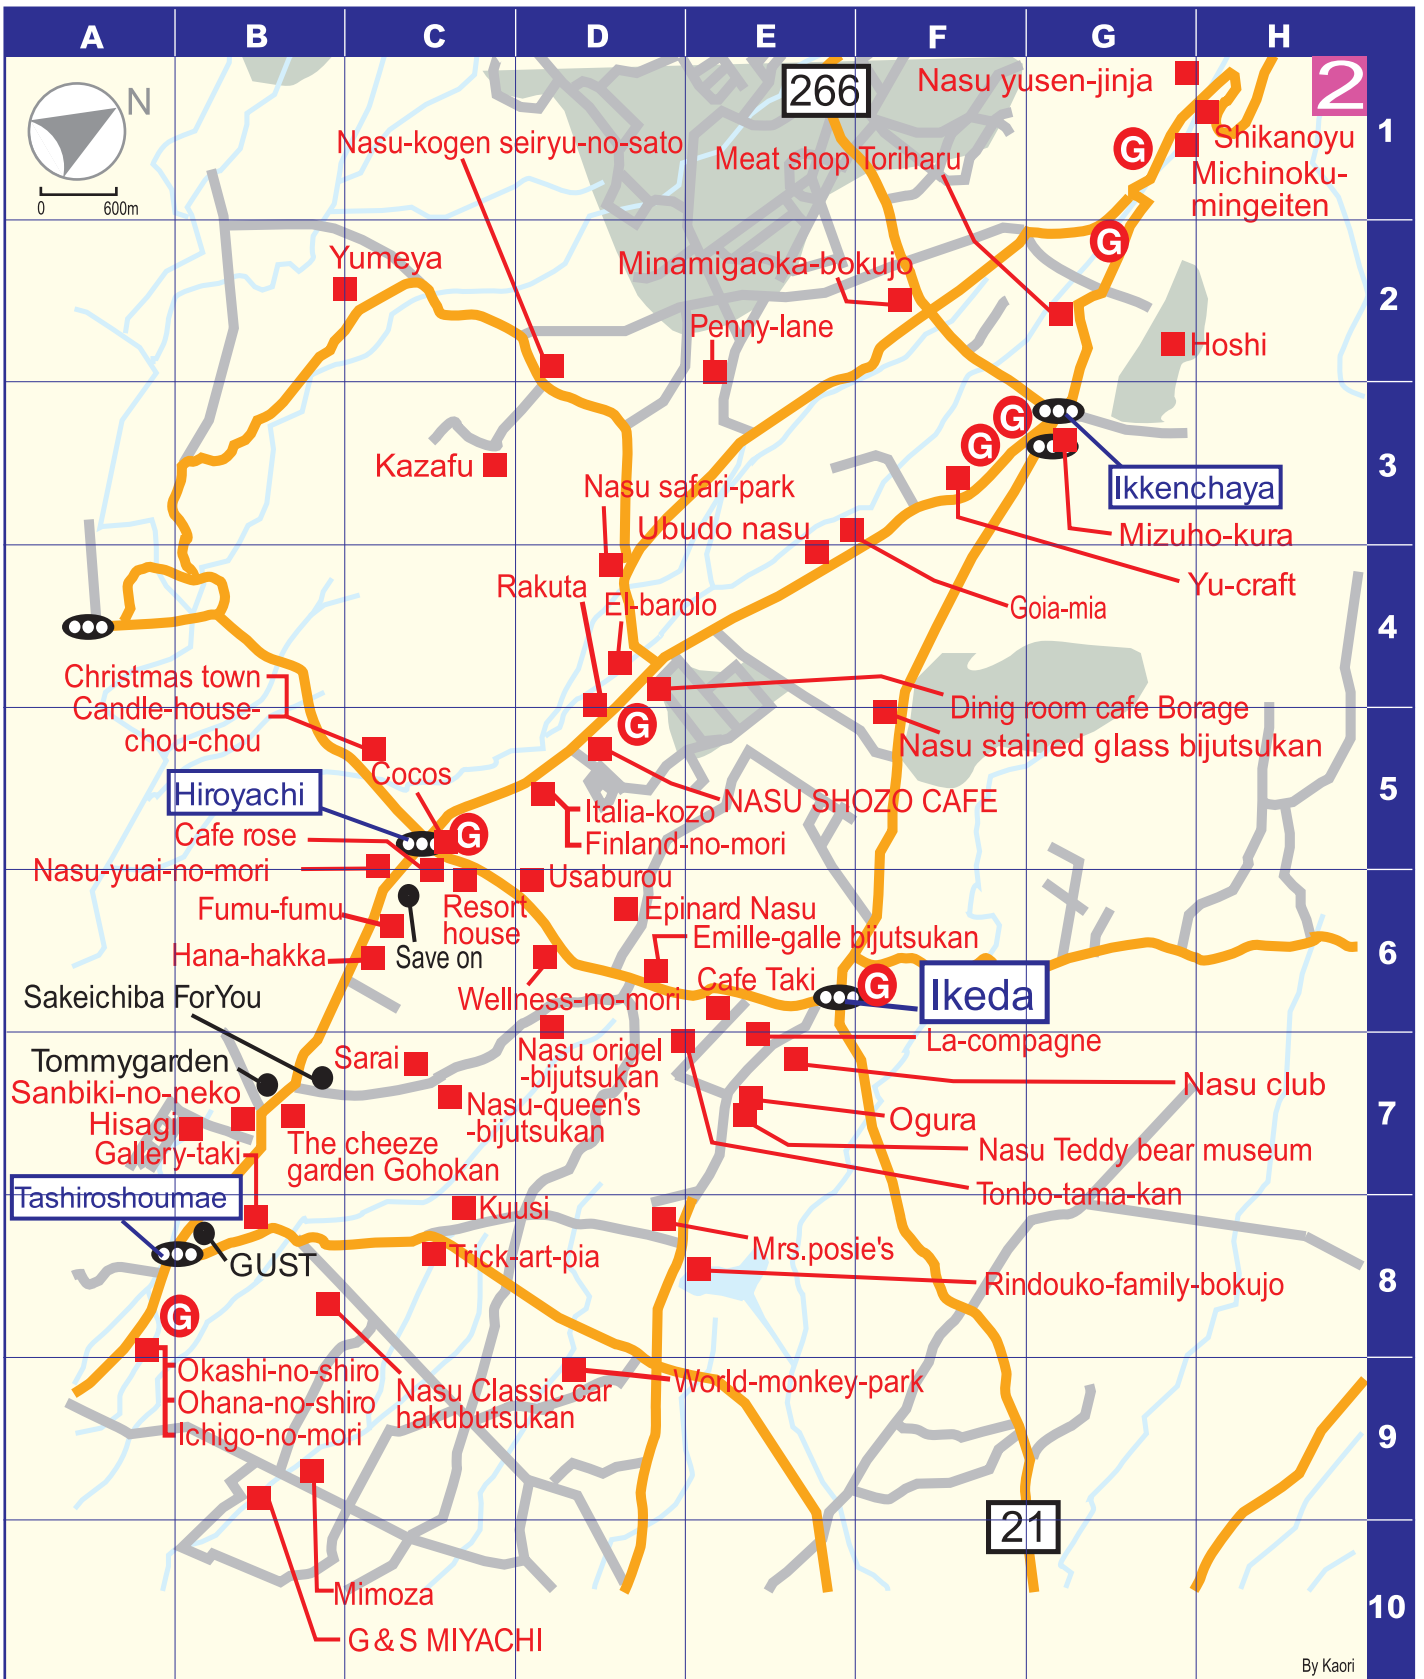 A B C D E F G H
2
N
0 600m
266
Nasu yusen-jinja
1
Nasu-kogen seiryu-no-sato
Meat shop Toriharu
G
Shikanoyu
Michinoku-
mingeiten
G
Yumeya
Minamigaoka-bokujo
2
Penny-lane
Hoshi
G
G
Kazafu
3
Nasu safari-park
Ikkenchaya
Ubudo nasu
Mizuho-kura
Rakuta
El-barolo
Yu-craft
Goia-mia
4
Christmas town
Candle-house-
chou-chou
Dinig room cafe Borage
G
Nasu stained glass bijutsukan
Cocos
Hiroyachi
5
Italia-kozo
NASU SHOZO CAFE
Cafe rose
G
Finland-no-mori
Nasu-yuai-no-mori
Usaburou
Fumu-fumu
Resort
house
Epinard Nasu
Emille-galle bijutsukan
Hana-hakka
Save on
6
Cafe Taki
G
Ikeda
Sakeichiba ForYou
Wellness-no-mori
La-compagne
Tommygarden
Sarai
Nasu origel
-bijutsukan
Nasu club
Sanbiki-no-neko
Nasu-queen's
-bijutsukan
Hisagi
Ogura
7
Gallery-taki
The cheeze
garden Gohokan
Nasu Teddy bear museum
Tashiroshoumae
Tonbo-tama-kan
Kuusi
GUST
Trick-art-pia
Mrs.posie's
Rindouko-family-bokujo
8
G
Okashi-no-shiro
Ohana-no-shiro
Ichigo-no-mori
Nasu Classic car
hakubutsukan
World-monkey-park
9
21
Mimoza
10
G&S MIYACHI
By Kaori